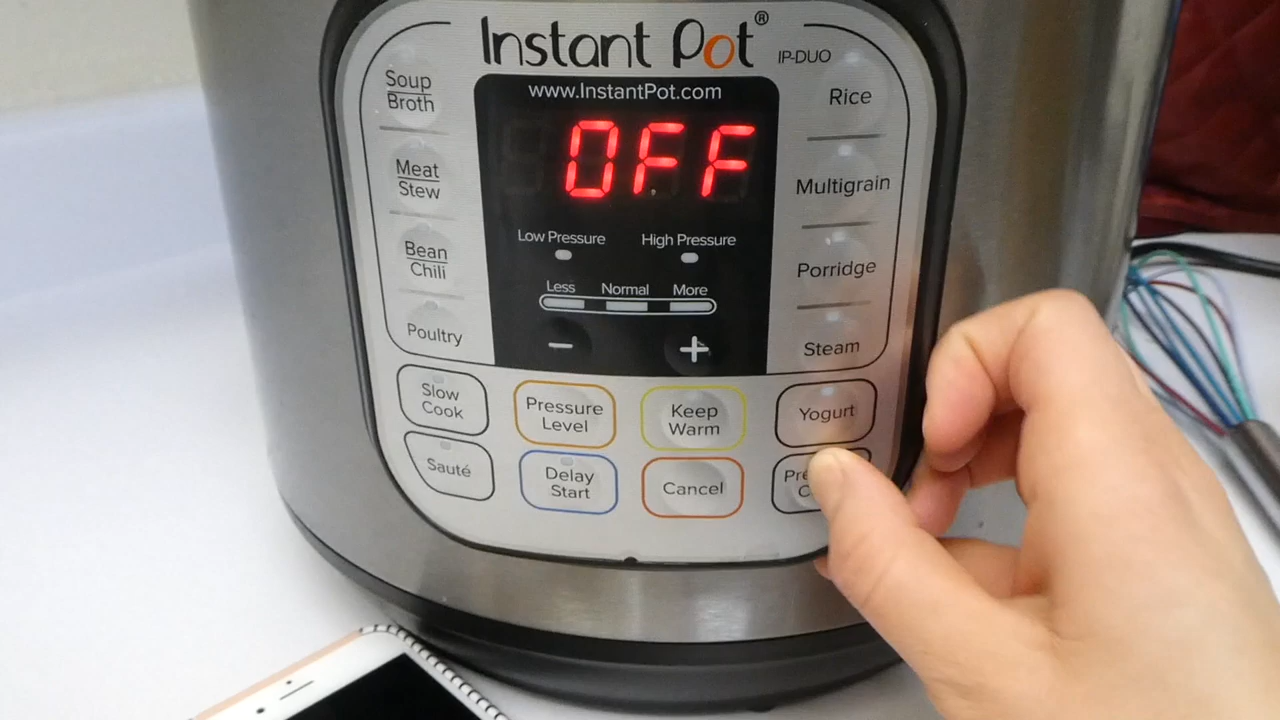 Instant Pot®
IP-DUO
www.InstantPot.com
OFF
Soup
Broth
Meat
Stew
Bean
Chili
Poultry
Low Pressure
High Pressure
Less
Normal
More
−
+
Rice
Multigrain
Porridge
Steam
Slow
Cook
Sauté
Pressure
Level
Delay
Start
Keep
Warm
Cancel
Yogurt